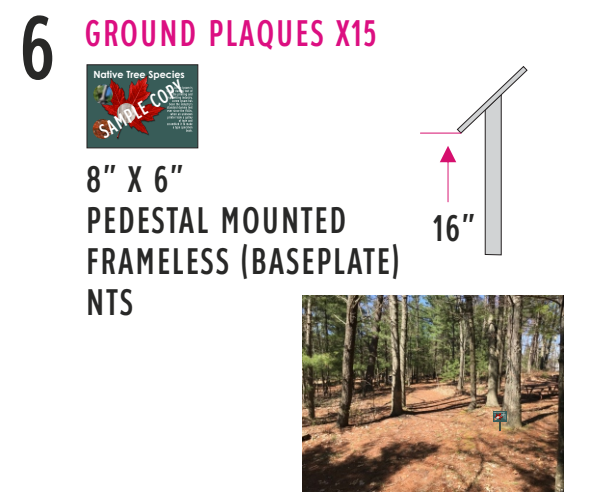 6
GROUND PLAQUES X15
Native Tree Species
SAMPLE COPY
8” X 6”
PEDESTAL MOUNTED
FRAMELESS (BASEPLATE)
NTS
16”